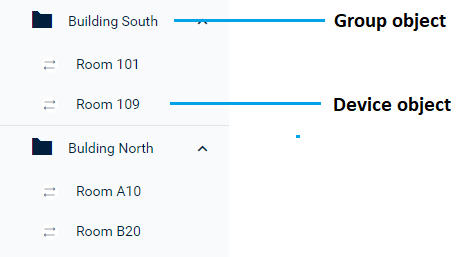 Building South Group object
Room 101
Room 109 Device object
Bulding North
Room A10
Room B20